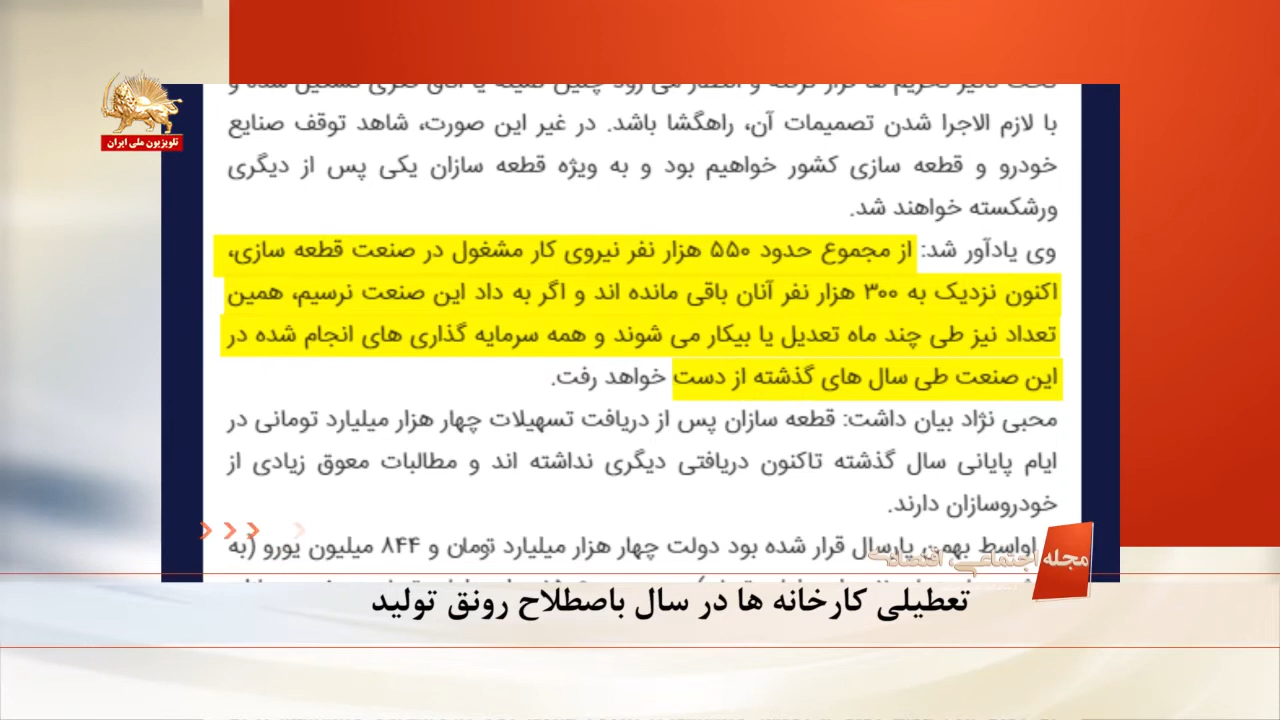 تلویزیون ملی ایران
با لازم الاجرا شدن تصمیمات آن، راهگشا باشد. در غیر این صورت، شاهد توقف صنایع
خودرو و قطعه سازی کشور خواهیم بود و به ویژه قطعه سازان یکی پس از دیگری
ورشکسته خواهند شد.
وی یادآور شد: از مجموع حدود ۵۵۰ هزار نفر نیروی کار مشغول در صنعت قطعه سازی،
اکنون نزدیک به ۳۰۰ هزار نفر آنان باقی مانده اند و اگر به داد این صنعت نرسیم، همین
تعداد نیز طی چند ماه تعدیل یا بیکار می شوند و همه سرمایه گذاری های انجام شده در
این صنعت طی سال های گذشته از دست خواهد رفت.
محبی نژاد بیان داشت: قطعه سازان پس از دریافت تسهیلات چهار هزار میلیارد تومانی در
ایام پایانی سال گذشته تاکنون دریافتی دیگری نداشته اند و مطالبات معوق زیادی از
خودروسازان دارند.
اواسط بهمن پارسال قرار شده بود دولت چهار هزار میلیارد تومان و ۸۴۴ میلیون یورو (به
مجله اجتماعی، اقتصادی
تعطیلی کارخانه ها در سال باصطلاح رونق تولید